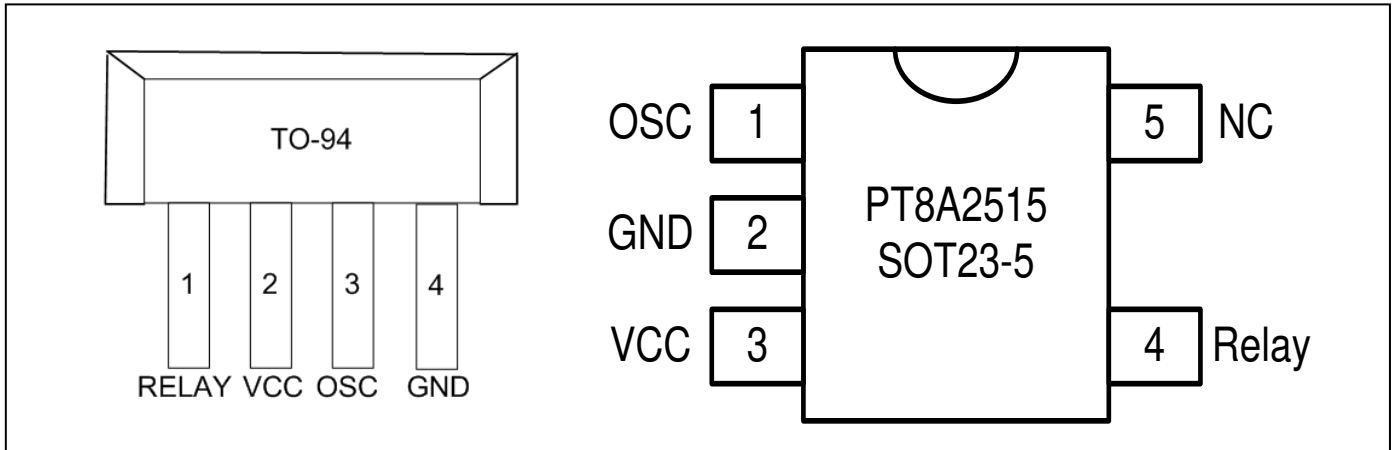 TO-94
1 2 3 4
RELAY VCC OSC GND
OSC 1 5 NC
PT8A2515
GND 2
SOT23-5
VCC 3 4 Relay